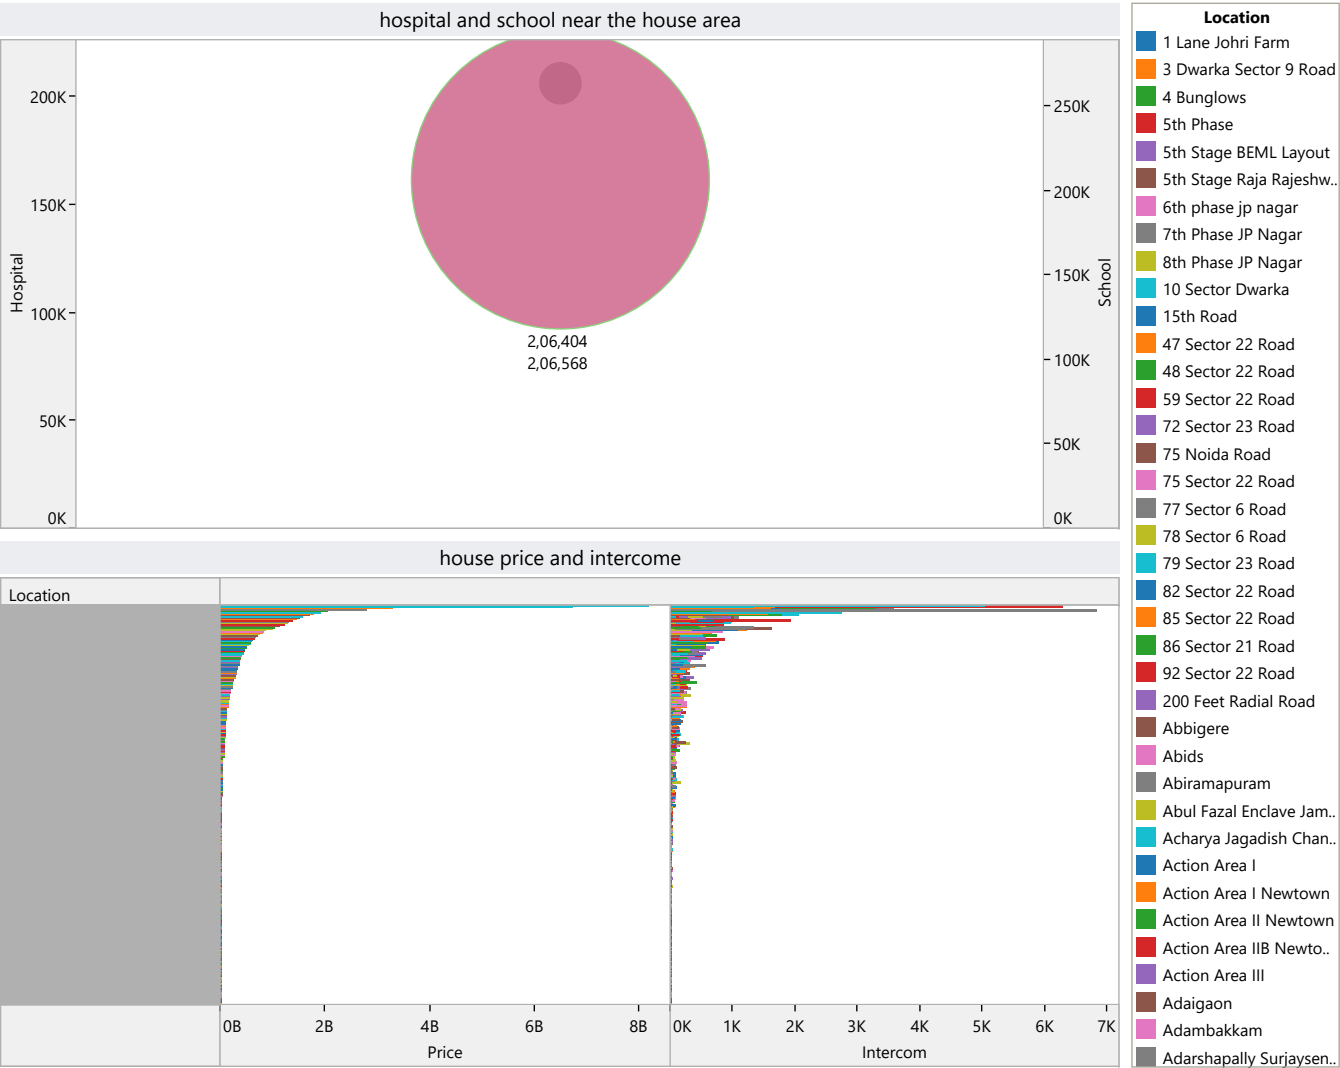 hospital and school near the house area
200K
150K
100K
50K
0K
Hospital
2,06,404
2,06,568
250K
200K
150K
100K
50K
0K
School
house price and intercome
Location
0B
2B
4B
6B
8B
Price
0K
1K
2K
3K
4K
5K
6K
7K
Intercom
Location
1 Lane Johri Farm
3 Dwarka Sector 9 Road
4 Bunglows
5th Phase
5th Stage BEML Layout
5th Stage Raja Rajeshw..
6th phase jp nagar
7th Phase JP Nagar
8th Phase JP Nagar
10 Sector Dwarka
15th Road
47 Sector 22 Road
48 Sector 22 Road
59 Sector 22 Road
72 Sector 23 Road
75 Noida Road
75 Sector 22 Road
77 Sector 6 Road
78 Sector 6 Road
79 Sector 23 Road
82 Sector 22 Road
85 Sector 22 Road
86 Sector 21 Road
92 Sector 22 Road
200 Feet Radial Road
Abbigere
Abids
Abiramapuram
Abul Fazal Enclave Jam..
Acharya Jagadish Chan..
Action Area I
Action Area I Newtown
Action Area II Newtown
Action Area IIB Newto..
Action Area III
Adaigaon
Adambakkam
Adarshapally Surjaysen..